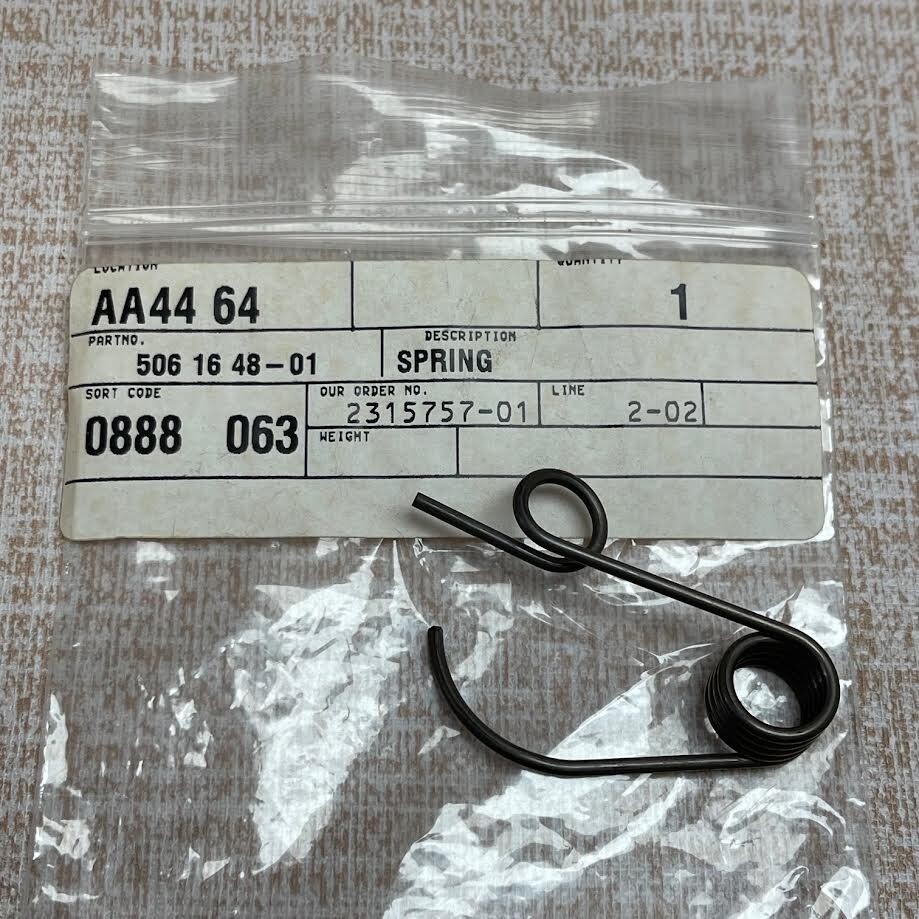 LOCATION QUANTITY
AA44 64 1
PARTNO. DESCRIPTION
506 16 48-01 SPRING
SORT CODE OUR ORDER NO. LINE
0888 063 2315757-01 2-02
WEIGHT